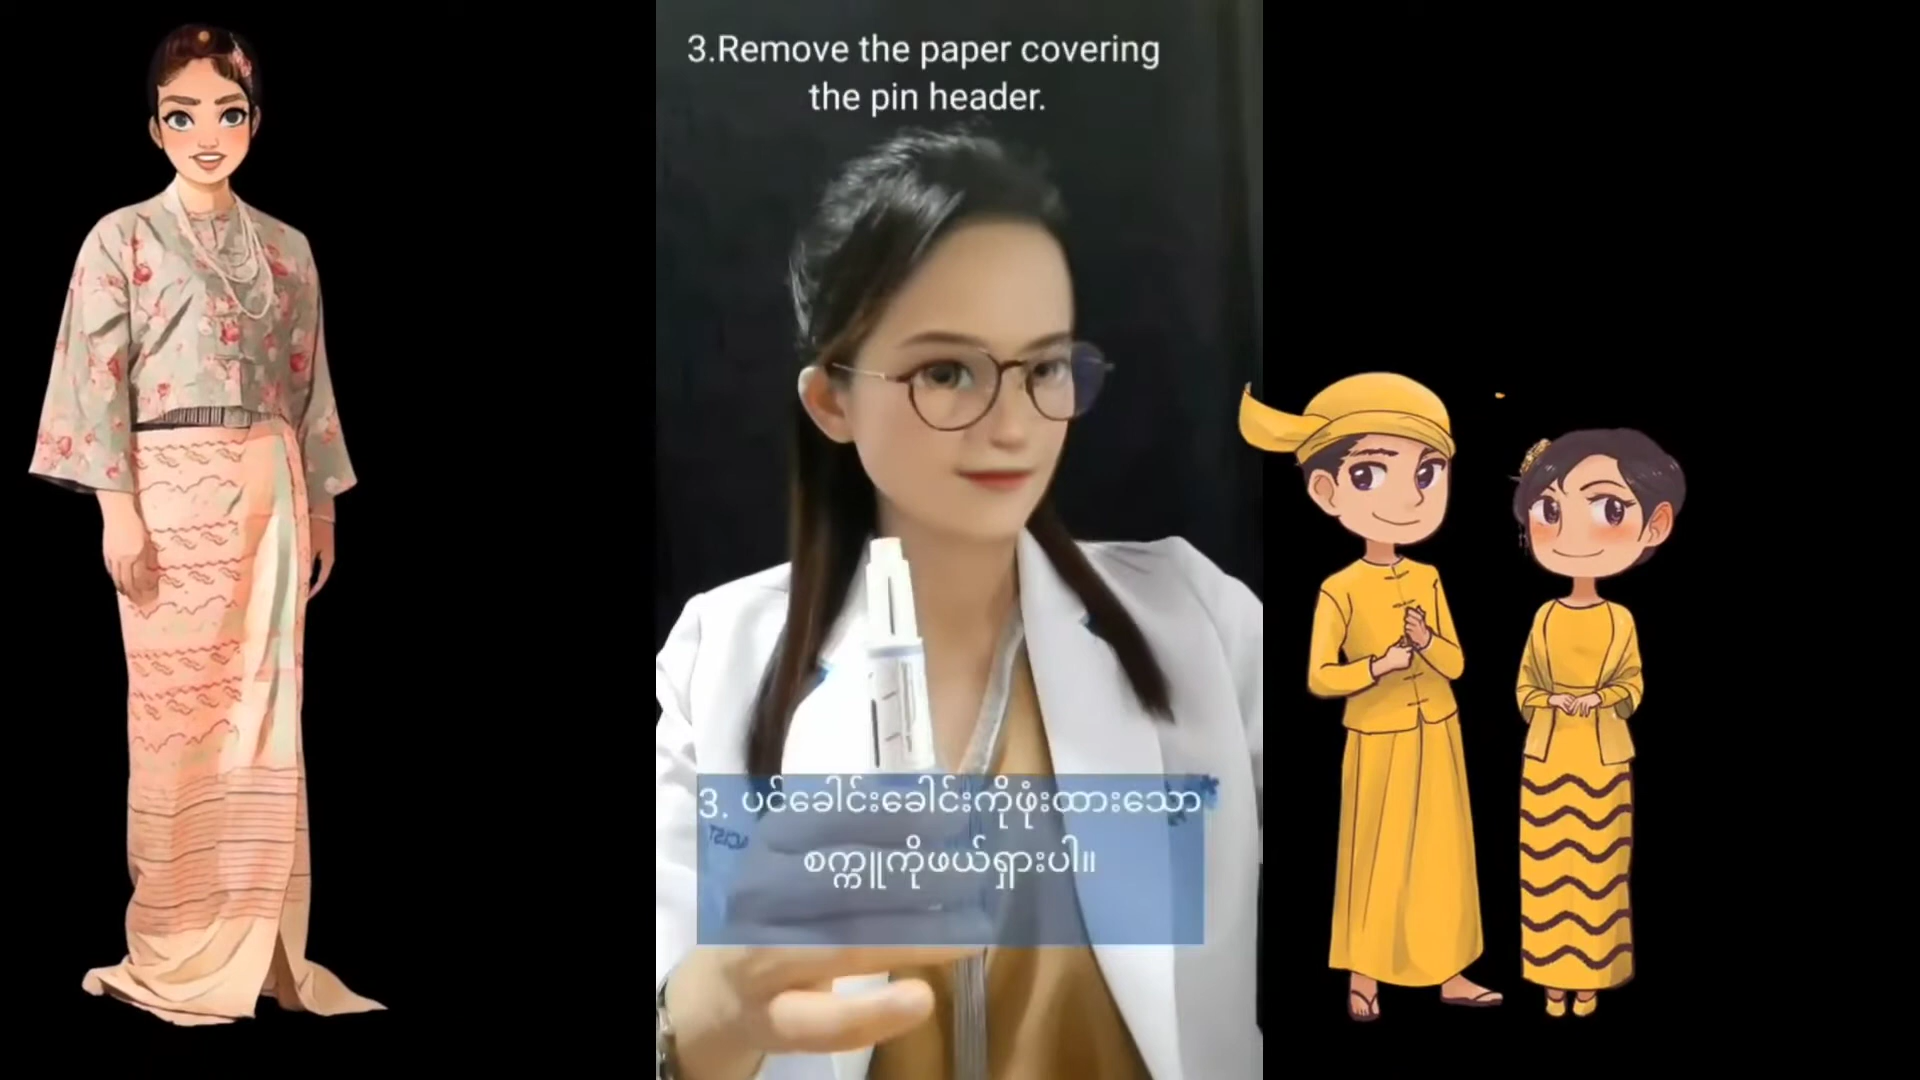 3.Remove the paper covering
the pin header.
3. ပင်ခေါင်းခေါင်းကိုဖုံးထားသော
စက္ကူကိုဖယ်ရှားပါ။